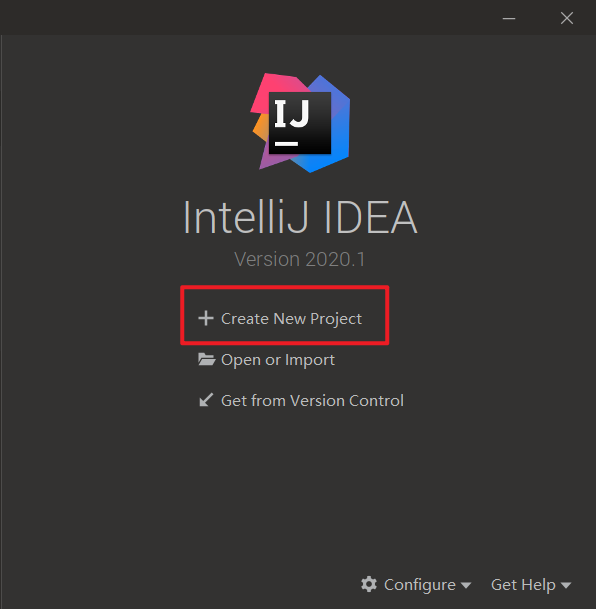 IJ
IntelliJ IDEA
Version 2020.1
Create New Project
Open or Import
Get from Version Control
Configure
Get Help